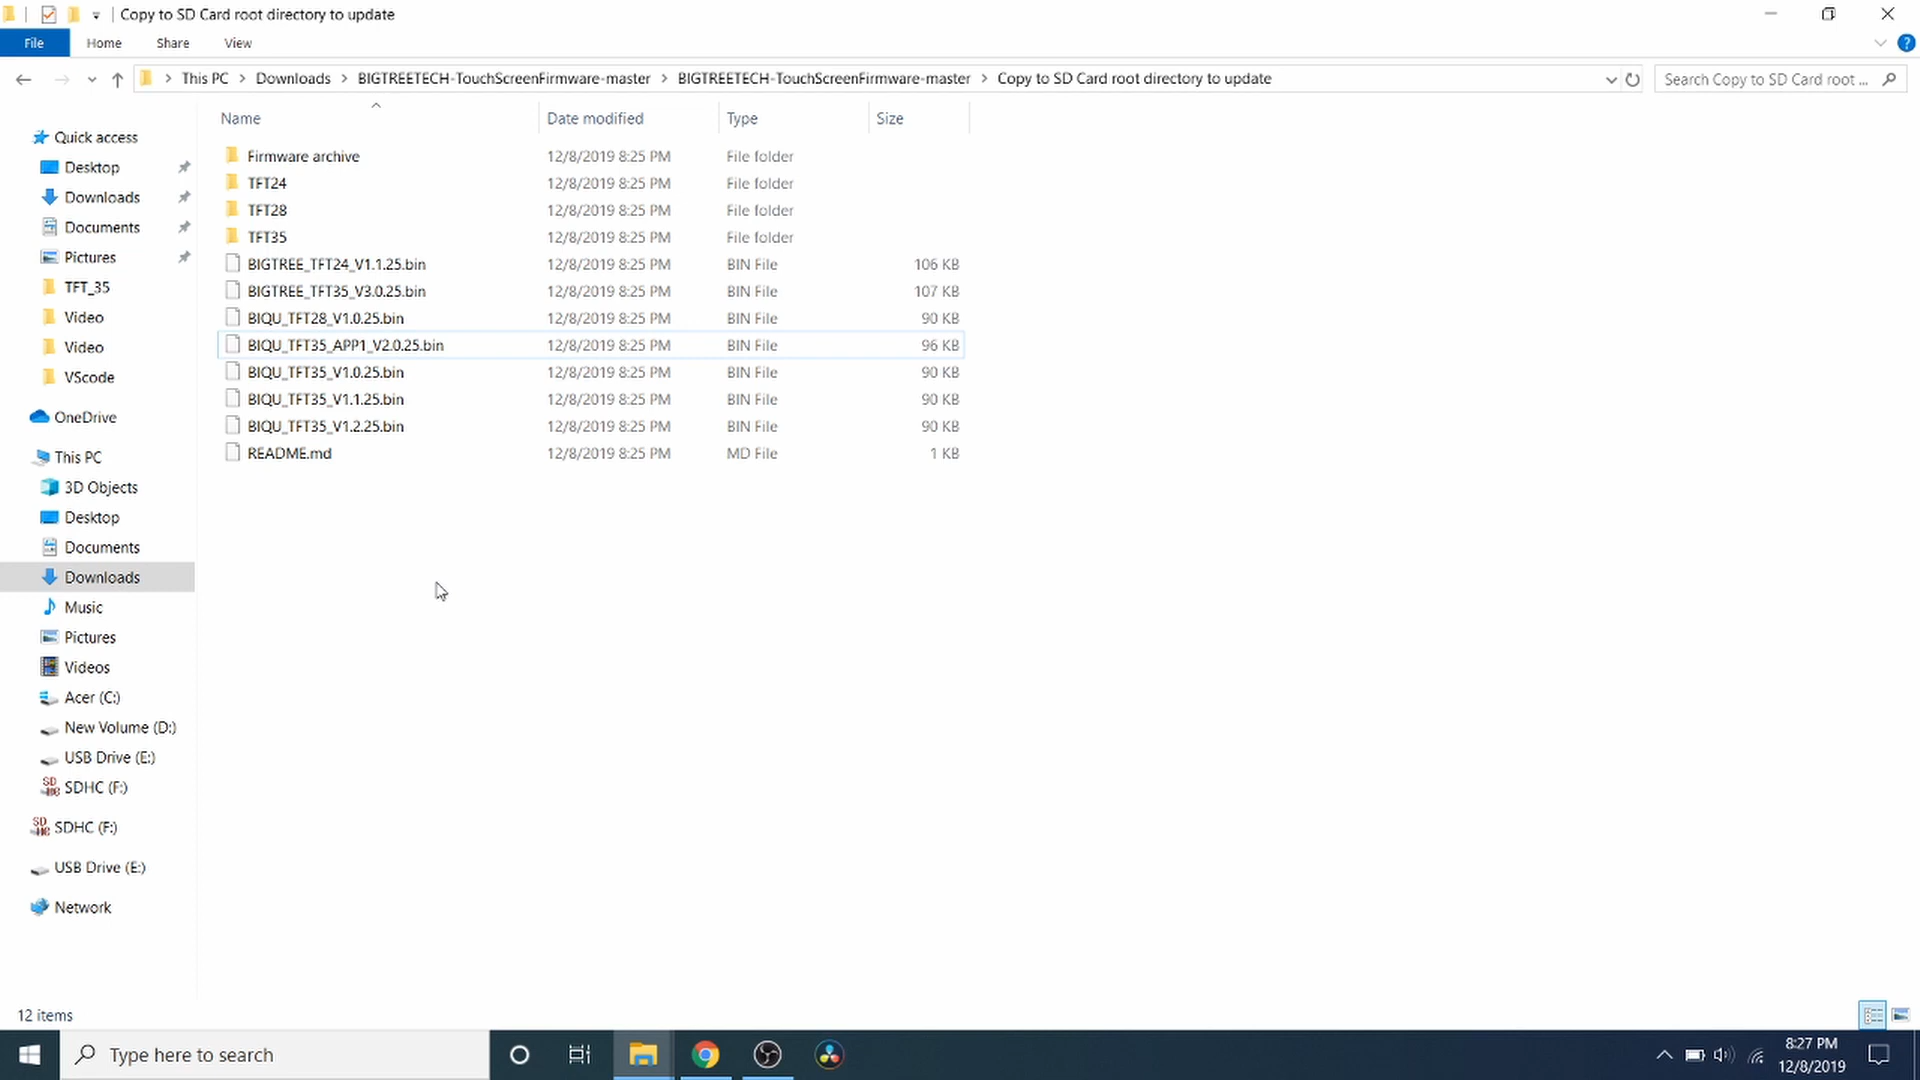 Copy to SD Card root directory to update
File Home Share View
This PC Downloads BIGTREETECH-TouchScreenFirmware-master BIGTREETECH-TouchScreenFirmware-master Copy to SD Card root directory to update
Search Copy to SD Card root ...
Name Date modified Type Size
Firmware archive 12/8/2019 8:25 PM File folder
TFT24 12/8/2019 8:25 PM File folder
TFT28 12/8/2019 8:25 PM File folder
TFT35 12/8/2019 8:25 PM File folder
BIGTREE_TFT24_V1.1.25.bin 12/8/2019 8:25 PM BIN File 106 KB
BIGTREE_TFT35_V3.0.25.bin 12/8/2019 8:25 PM BIN File 107 KB
BIQU_TFT28_V1.0.25.bin 12/8/2019 8:25 PM BIN File 90 KB
BIQU_TFT35_APP1_V2.0.25.bin 12/8/2019 8:25 PM BIN File 96 KB
BIQU_TFT35_V1.0.25.bin 12/8/2019 8:25 PM BIN File 90 KB
BIQU_TFT35_V1.1.25.bin 12/8/2019 8:25 PM BIN File 90 KB
BIQU_TFT35_V1.2.25.bin 12/8/2019 8:25 PM BIN File 90 KB
README.md 12/8/2019 8:25 PM MD File 1 KB
Quick access
Desktop
Downloads
Documents
Pictures
TFT_35
Video
Video
VScode
OneDrive
This PC
3D Objects
Desktop
Documents
Downloads
Music
Pictures
Videos
Acer (C:)
New Volume (D:)
USB Drive (E:)
SDHC (F:)
SDHC (F:)
USB Drive (E:)
Network
12 items
Type here to search
8:27 PM
12/8/2019